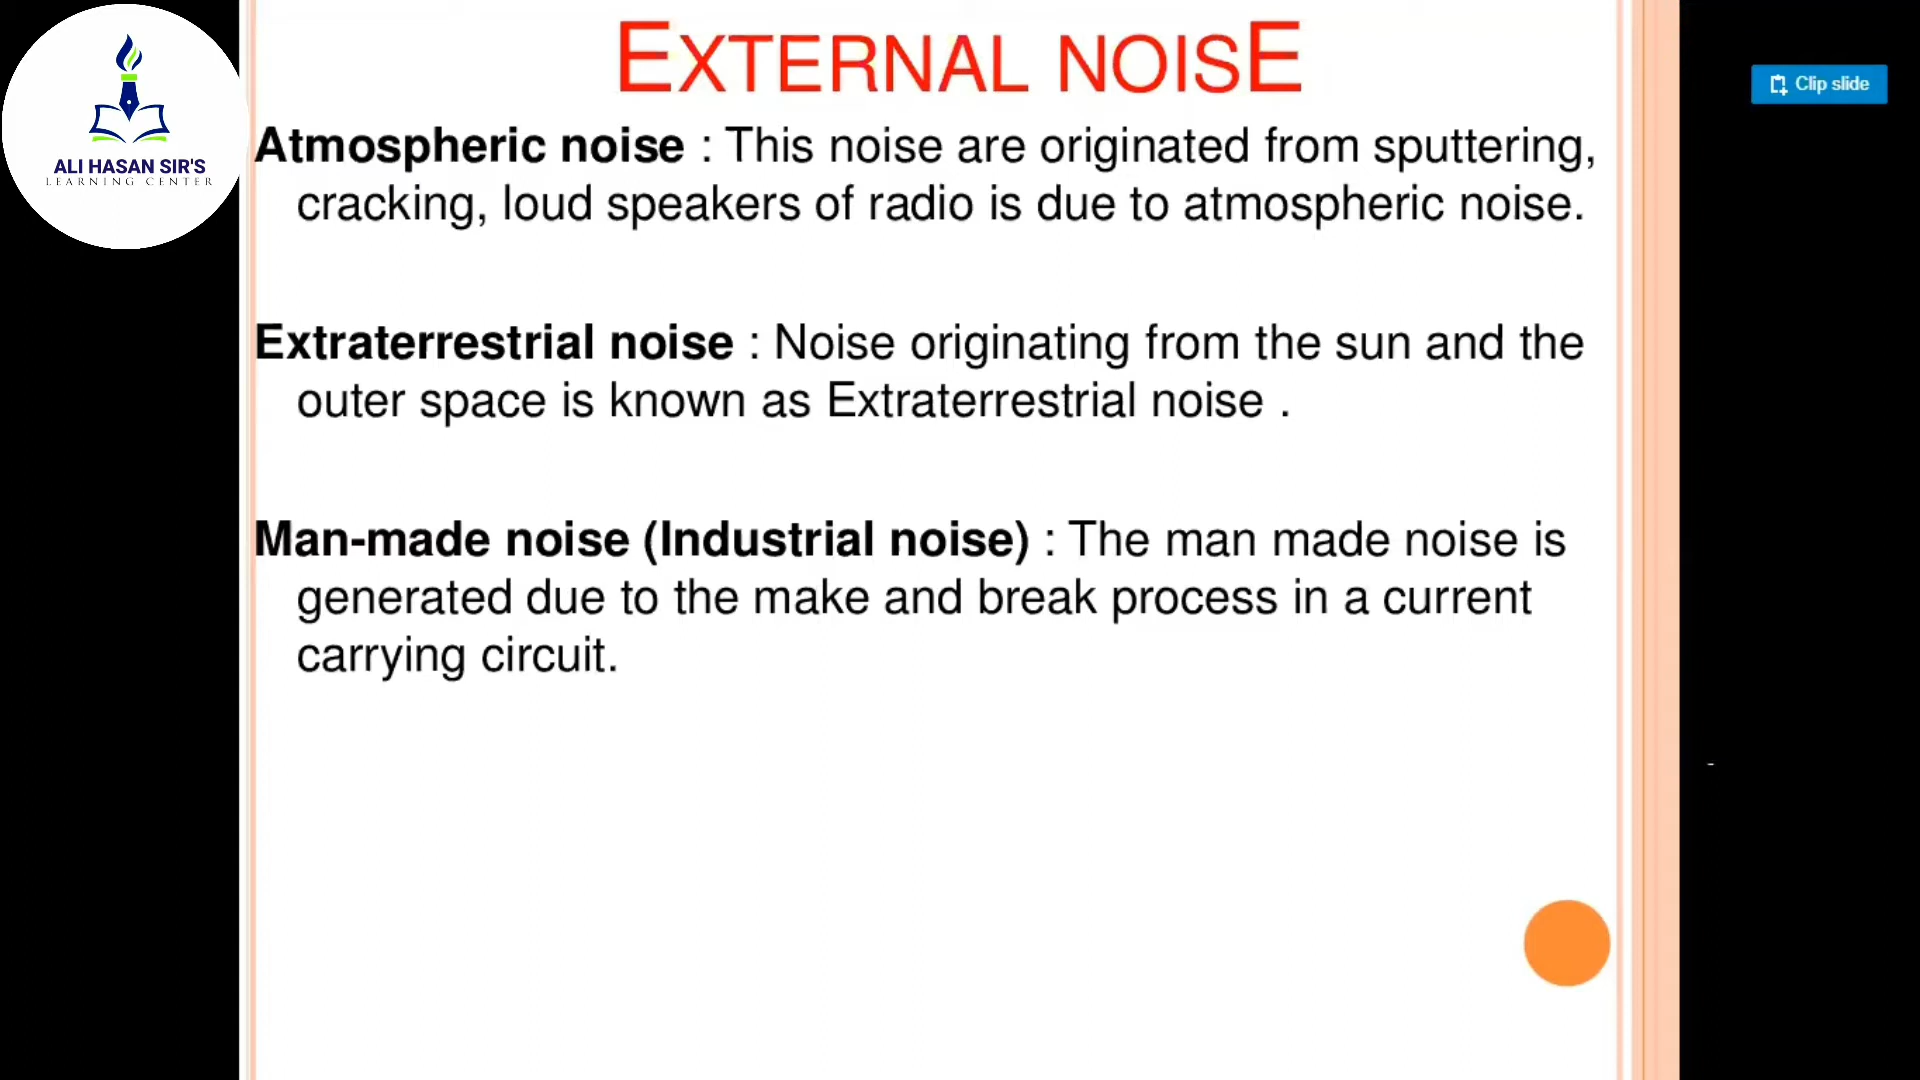 EXTERNAL NOISE
Clip slide
ALI HASAN SIR'S
LEARNING CENTER
Atmospheric noise : This noise are originated from sputtering,
cracking, loud speakers of radio is due to atmospheric noise.
Extraterrestrial noise : Noise originating from the sun and the
outer space is known as Extraterrestrial noise .
Man-made noise (Industrial noise) : The man made noise is
generated due to the make and break process in a current
carrying circuit.